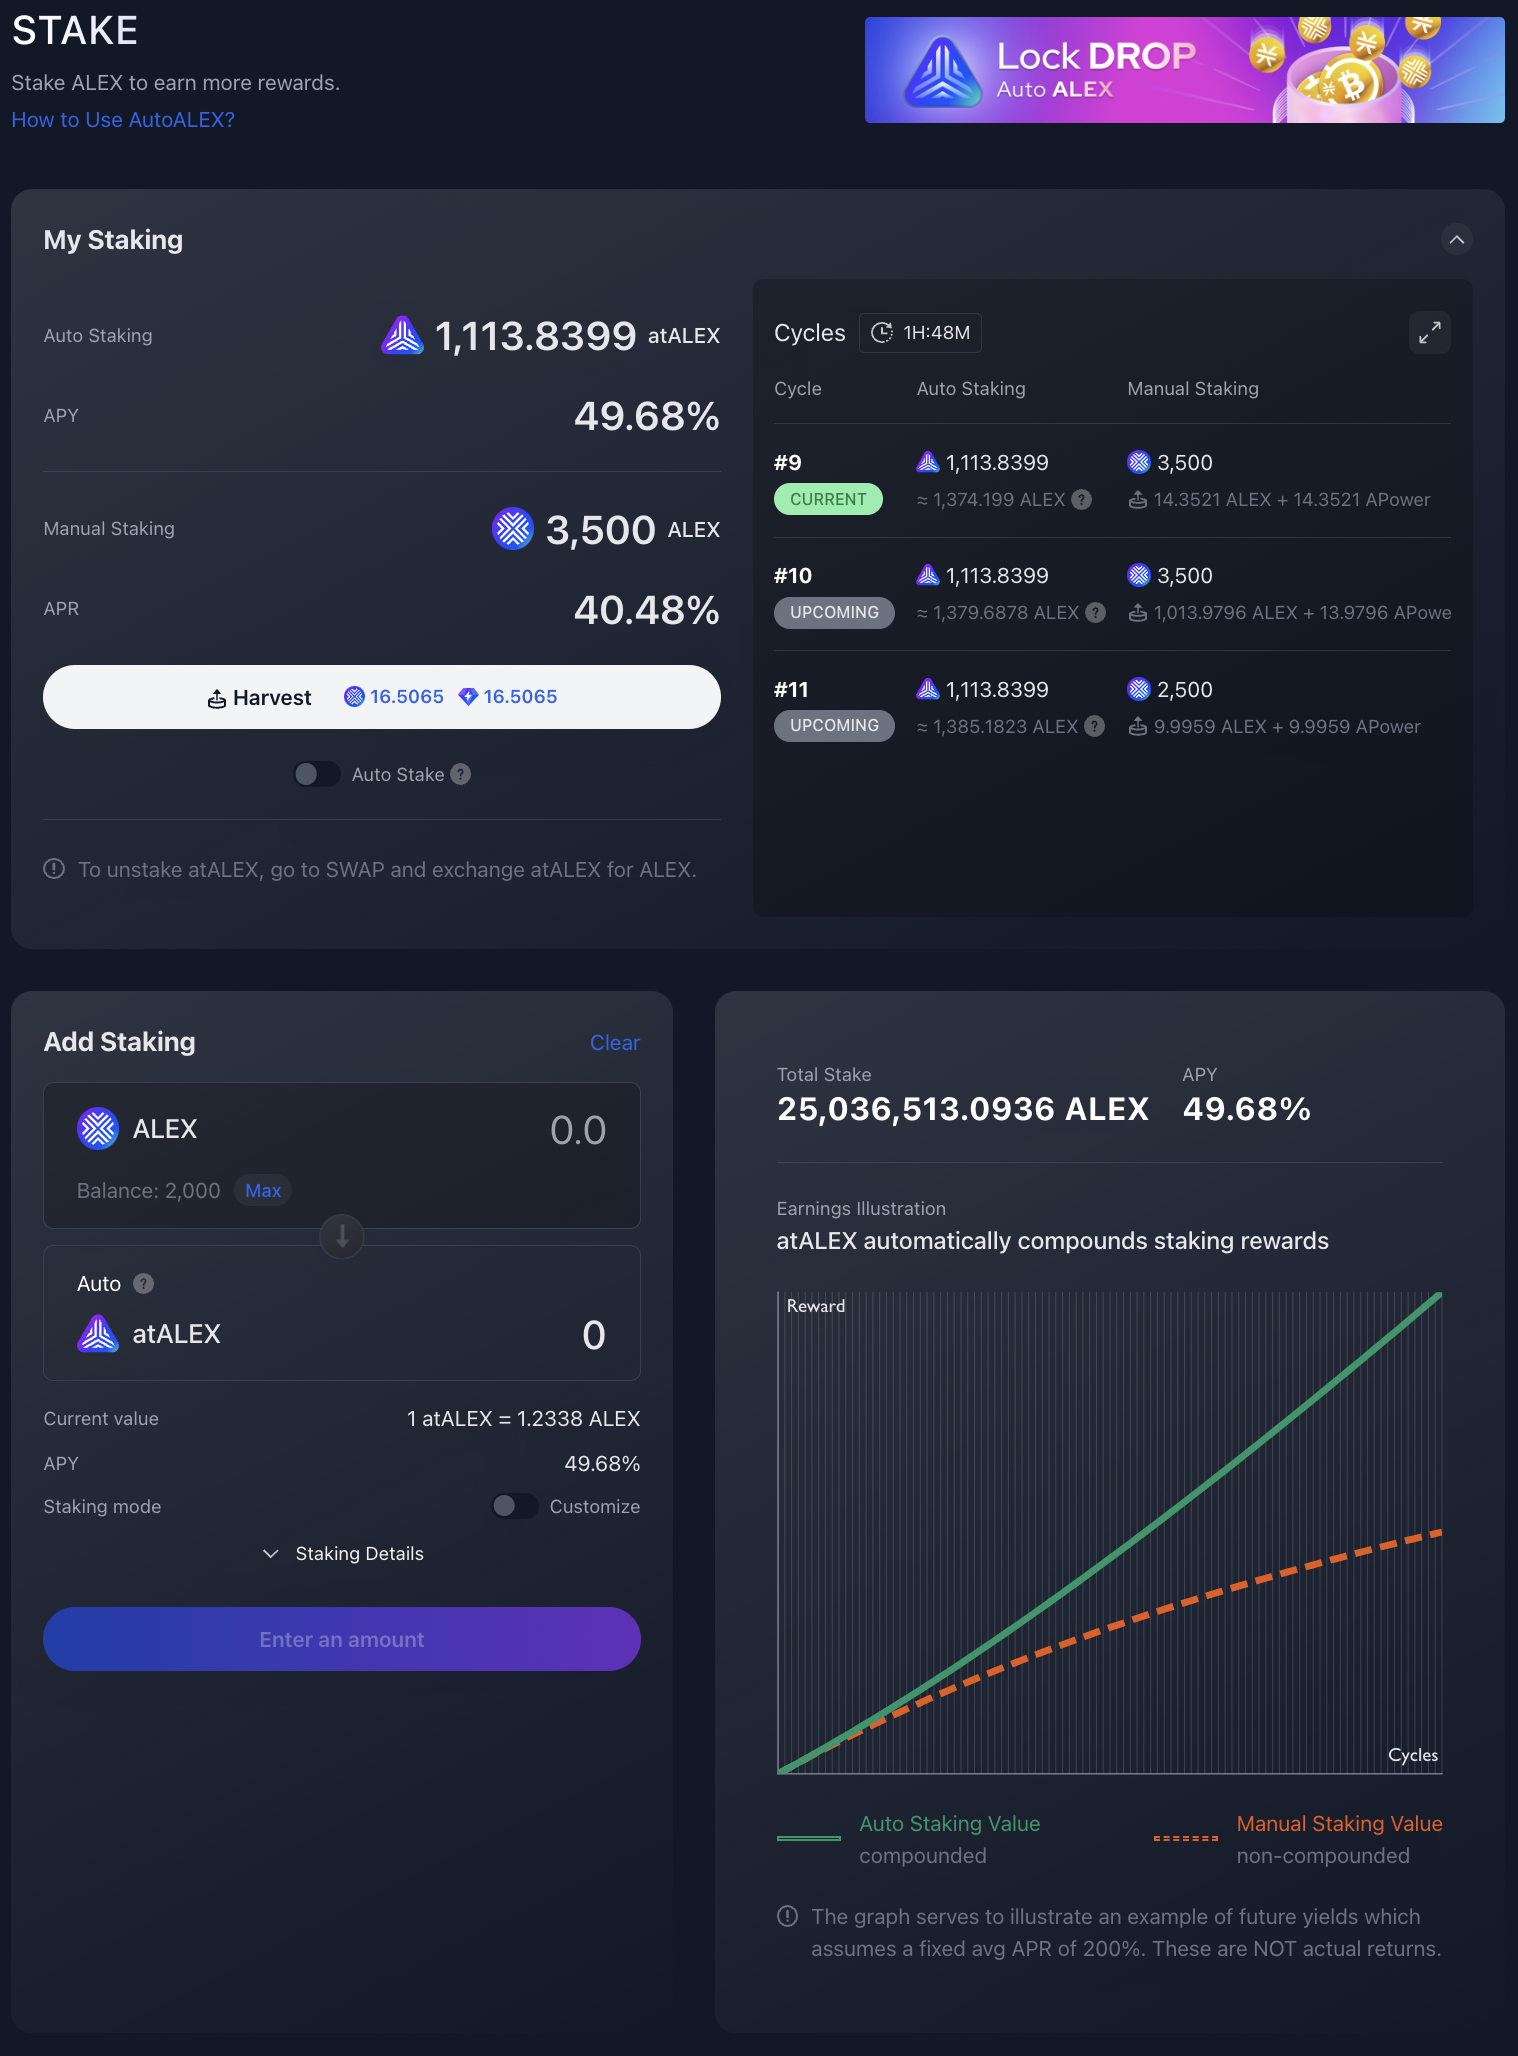 STAKE
Stake ALEX to earn more rewards.
How to Use AutoALEX?
Lock DROP
Auto ALEX
My Staking
Auto Staking
1,113.8399 atALEX
APY
49.68%
Manual Staking
3,500 ALEX
APR
40.48%
Harvest 16.5065 16.5065
Auto Stake ?
To unstake atALEX, go to SWAP and exchange atALEX for ALEX.
Cycles 1H:48M
Cycle Auto Staking Manual Staking
#9 1,113.8399 3,500
CURRENT ≈ 1,374.199 ALEX ? 14.3521 ALEX + 14.3521 APower
#10 1,113.8399 3,500
UPCOMING ≈ 1,379.6878 ALEX ? 1,013.9796 ALEX + 13.9796 APowe
#11 1,113.8399 2,500
UPCOMING ≈ 1,385.1823 ALEX ? 9.9959 ALEX + 9.9959 APower
Add Staking Clear
ALEX 0.0
Balance: 2,000 Max
Auto ?
atALEX 0
Current value 1 atALEX = 1.2338 ALEX
APY 49.68%
Staking mode Customize
Staking Details
Enter an amount
Total Stake APY
25,036,513.0936 ALEX 49.68%
Earnings Illustration
atALEX automatically compounds staking rewards
Reward
Cycles
Auto Staking Value
compounded
Manual Staking Value
non-compounded
The graph serves to illustrate an example of future yields which
assumes a fixed avg APR of 200%. These are NOT actual returns.